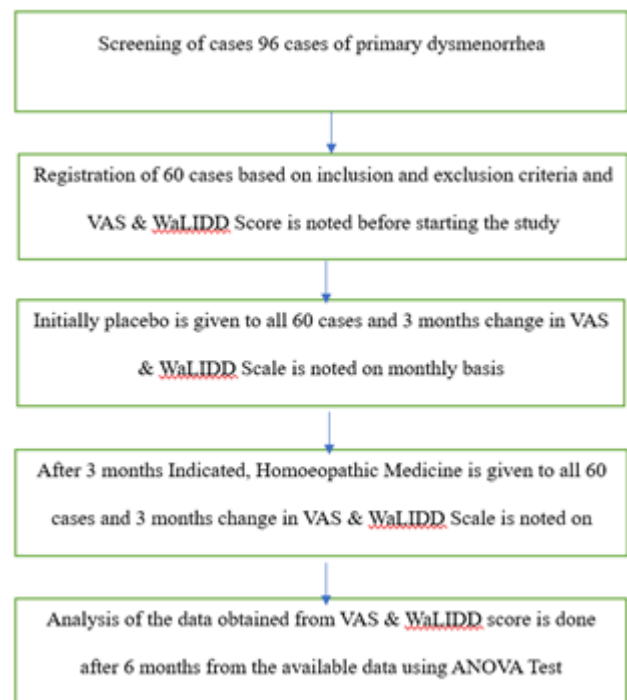 Screening of cases 96 cases of primary dysmenorrhea
Registration of 60 cases based on inclusion and exclusion criteria and
VAS & WaLIDD Score is noted before starting the study
Initially placebo is given to all 60 cases and 3 months change in VAS
& WaLIDD Scale is noted on monthly basis
After 3 months Indicated, Homoeopathic Medicine is given to all 60
cases and 3 months change in VAS & WaLIDD Scale is noted on
Analysis of the data obtained from VAS & WaLIDD score is done
after 6 months from the available data using ANOVA Test